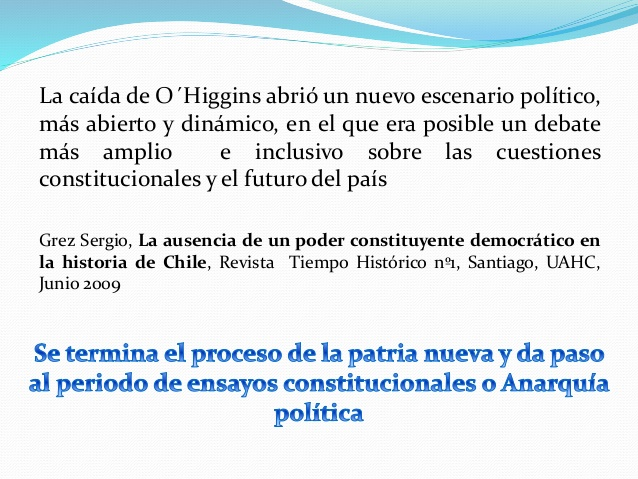 La caída de O´Higgins abrió un nuevo escenario político,
más abierto y dinámico, en el que era posible un debate
más amplio e inclusivo sobre las cuestiones
constitucionales y el futuro del país
Grez Sergio, La ausencia de un poder constituyente democrático en
la historia de Chile, Revista Tiempo Histórico nº1, Santiago, UAHC,
Junio 2009
Se termina el proceso de la patria nueva y da paso
al periodo de ensayos constitucionales o Anarquía
política